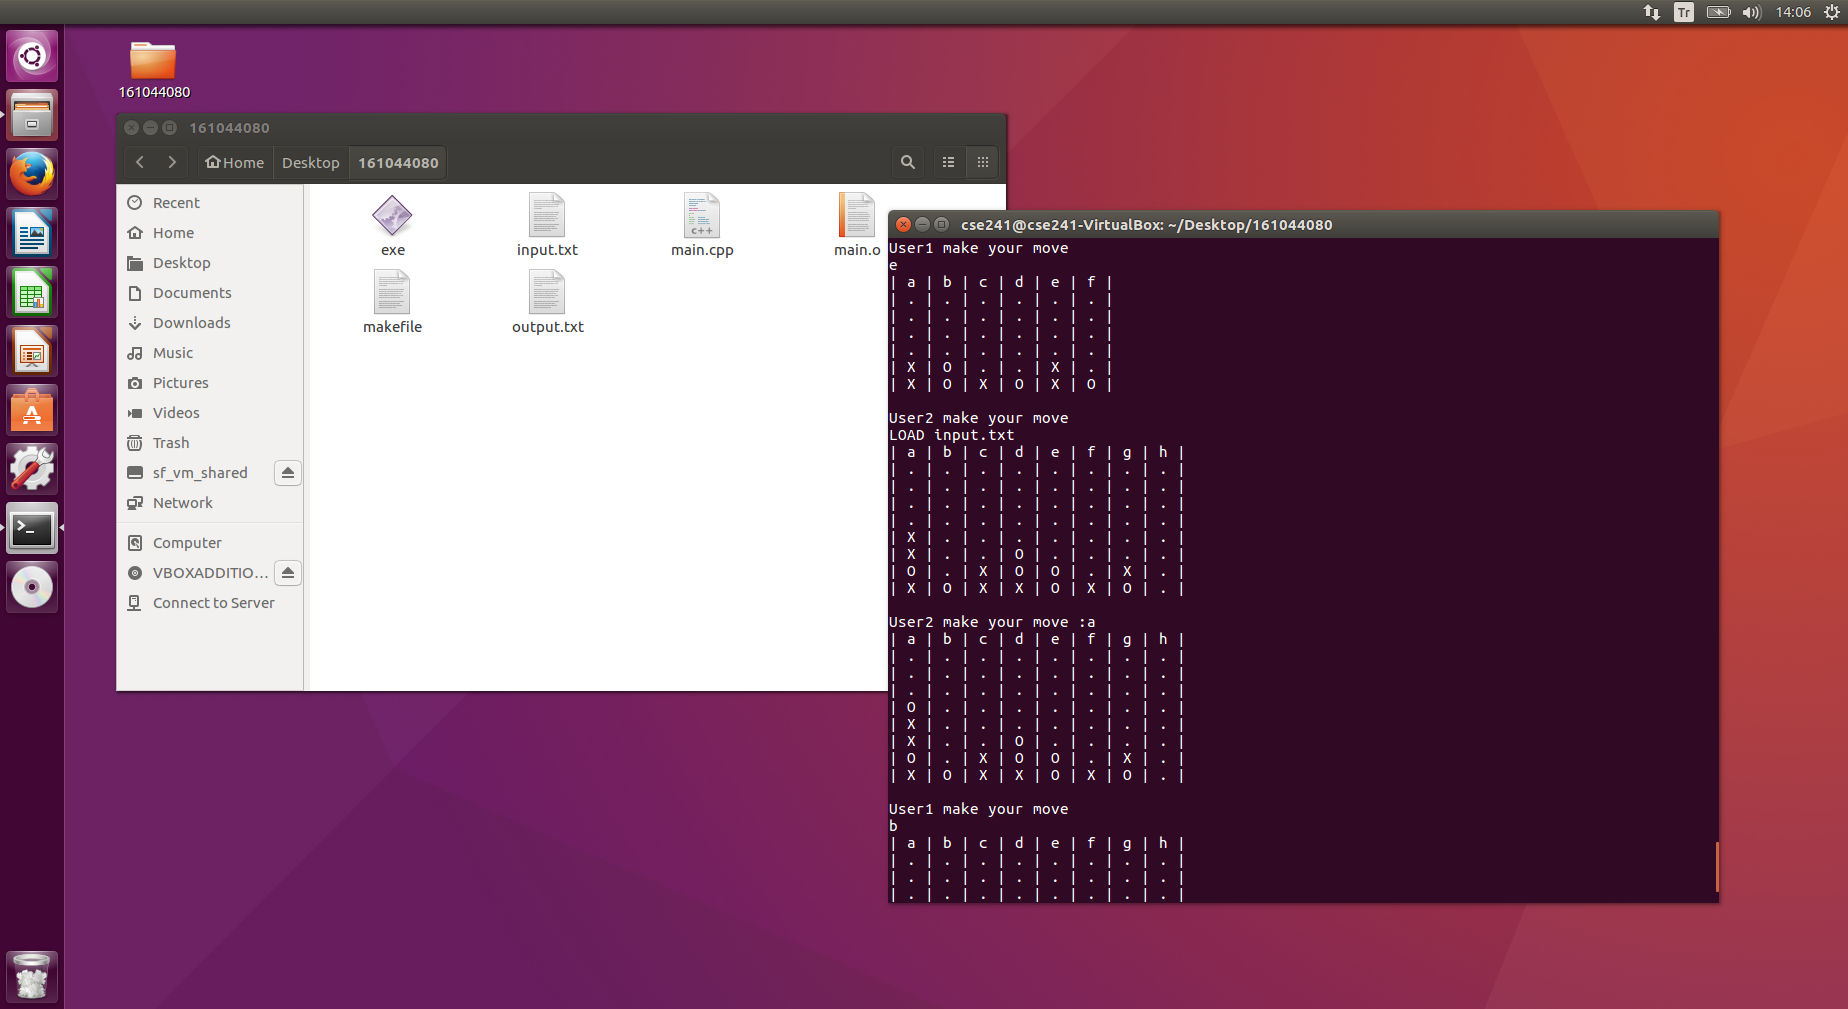 Tr
14:06
161044080
161044080
Home
Desktop
161044080
Recent
Home
Desktop
Documents
Downloads
Music
Pictures
Videos
Trash
sf_vm_shared
Network
Computer
VBOXADDITIO...
Connect to Server
exe
input.txt
main.cpp
main.o
makefile
output.txt
cse241@cse241-VirtualBox: ~/Desktop/161044080
User1 make your move
e
| a | b | c | d | e | f |
| . | . | . | . | . | . |
| . | . | . | . | . | . |
| . | . | . | . | . | . |
| . | . | . | . | . | . |
| X | O | . | . | X | . |
| X | O | X | O | X | O |
User2 make your move
LOAD input.txt
| a | b | c | d | e | f | g | h |
| . | . | . | . | . | . | . | . |
| . | . | . | . | . | . | . | . |
| . | . | . | . | . | . | . | . |
| . | . | . | . | . | . | . | . |
| X | . | . | . | . | . | . | . |
| X | . | . | O | . | . | . | . |
| O | . | X | O | O | . | X | . |
| X | O | X | X | O | X | O | . |
User2 make your move :a
| a | b | c | d | e | f | g | h |
| . | . | . | . | . | . | . | . |
| . | . | . | . | . | . | . | . |
| . | . | . | . | . | . | . | . |
| O | . | . | . | . | . | . | . |
| X | . | . | . | . | . | . | . |
| X | . | . | O | . | . | . | . |
| O | . | X | O | O | . | X | . |
| X | O | X | X | O | X | O | . |
User1 make your move
b
| a | b | c | d | e | f | g | h |
| . | . | . | . | . | . | . | . |
| . | . | . | . | . | . | . | . |
| . | . | . | . | . | . | . | . |